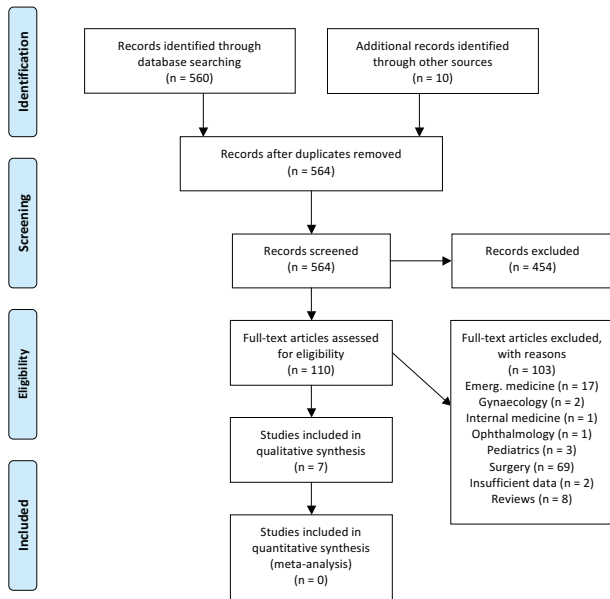 Identification
Records identified through
database searching
(n = 560)
Additional records identified
through other sources
(n = 10)
Records after duplicates removed
(n = 564)
Screening
Records screened
(n = 564)
Records excluded
(n = 454)
Eligibility
Full-text articles assessed
for eligibility
(n = 110)
Full-text articles excluded,
with reasons
(n = 103)
Emerg. medicine (n = 17)
Gynaecology (n = 2)
Internal medicine (n = 1)
Ophthalmology (n = 1)
Pediatrics (n = 3)
Surgery (n = 69)
Insufficient data (n = 2)
Reviews (n = 8)
Studies included in
qualitative synthesis
(n = 7)
Included
Studies included in
quantitative synthesis
(meta-analysis)
(n = 0)